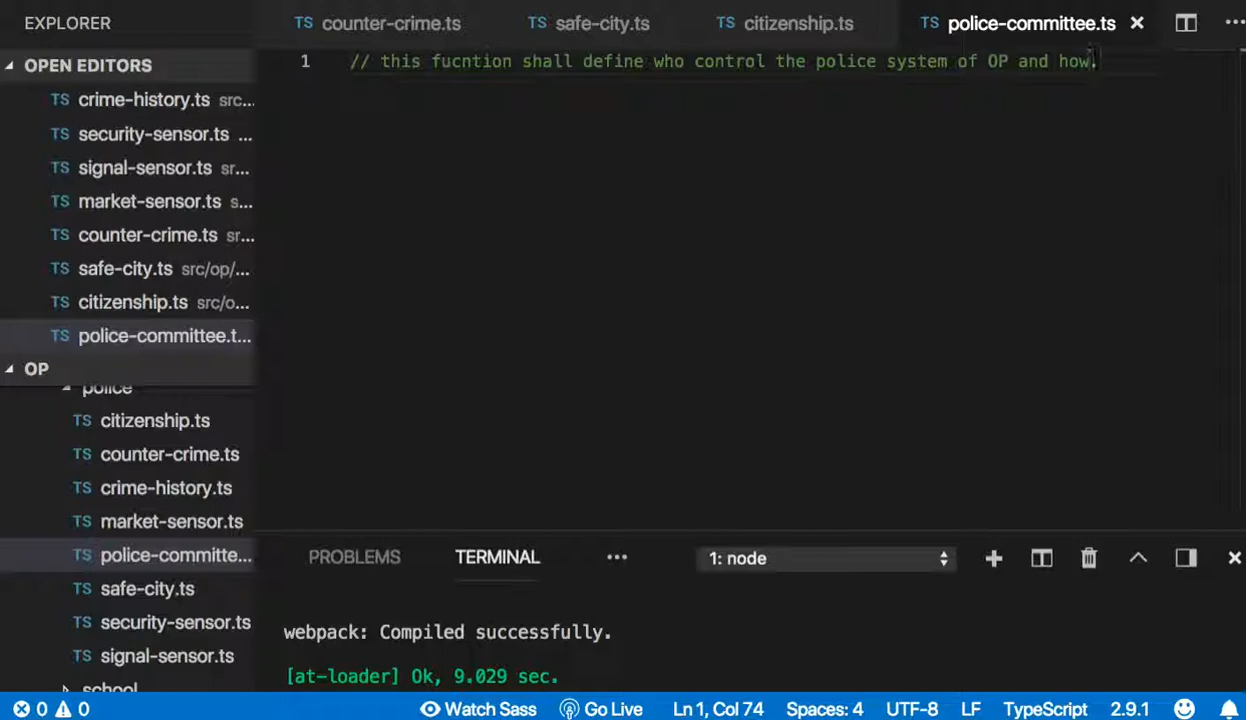 EXPLORER
TS counter-crime.ts TS safe-city.ts TS citizenship.ts TS police-committee.ts
OPEN EDITORS
TS crime-history.ts src...
TS security-sensor.ts ...
TS signal-sensor.ts sr...
TS market-sensor.ts s...
TS counter-crime.ts sr...
TS safe-city.ts src/op/...
TS citizenship.ts src/o...
TS police-committee.t...
1 // this fucntion shall define who control the police system of OP and how.
OP
police
TS citizenship.ts
TS counter-crime.ts
TS crime-history.ts
TS market-sensor.ts
TS police-committe...
TS safe-city.ts
TS security-sensor.ts
TS signal-sensor.ts
school
PROBLEMS TERMINAL ... 1: node
webpack: Compiled successfully.
[at-loader] Ok, 9.029 sec.
0 0 Watch Sass Go Live Ln 1, Col 74 Spaces: 4 UTF-8 LF TypeScript 2.9.1